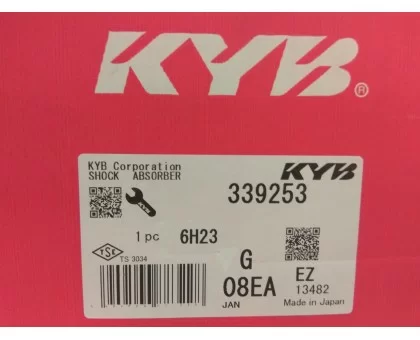 KYB®
KYB Corporation
SHOCK ABSORBER
KYB
339253
1 pc 6H23
TSE
TS 3034
G
08EA
JAN
EZ
13482
Made in Japan